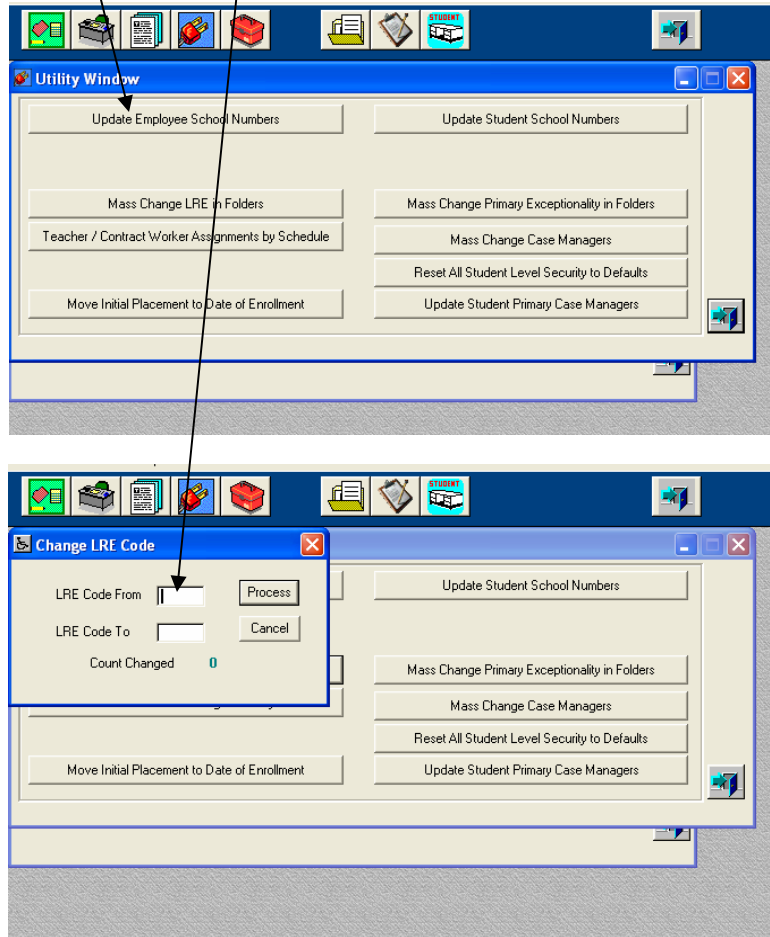 STUDENT
Utility Window
Update Employee School Numbers
Update Student School Numbers
Mass Change LRE in Folders
Mass Change Primary Exceptionality in Folders
Teacher / Contract Worker Assignments by Schedule
Mass Change Case Managers
Reset All Student Level Security to Defaults
Move Initial Placement to Date of Enrollment
Update Student Primary Case Managers
STUDENT
Change LRE Code
LRE Code From
Process
Update Student School Numbers
LRE Code To
Cancel
Count Changed 0
Mass Change Primary Exceptionality in Folders
Mass Change Case Managers
Reset All Student Level Security to Defaults
Move Initial Placement to Date of Enrollment
Update Student Primary Case Managers